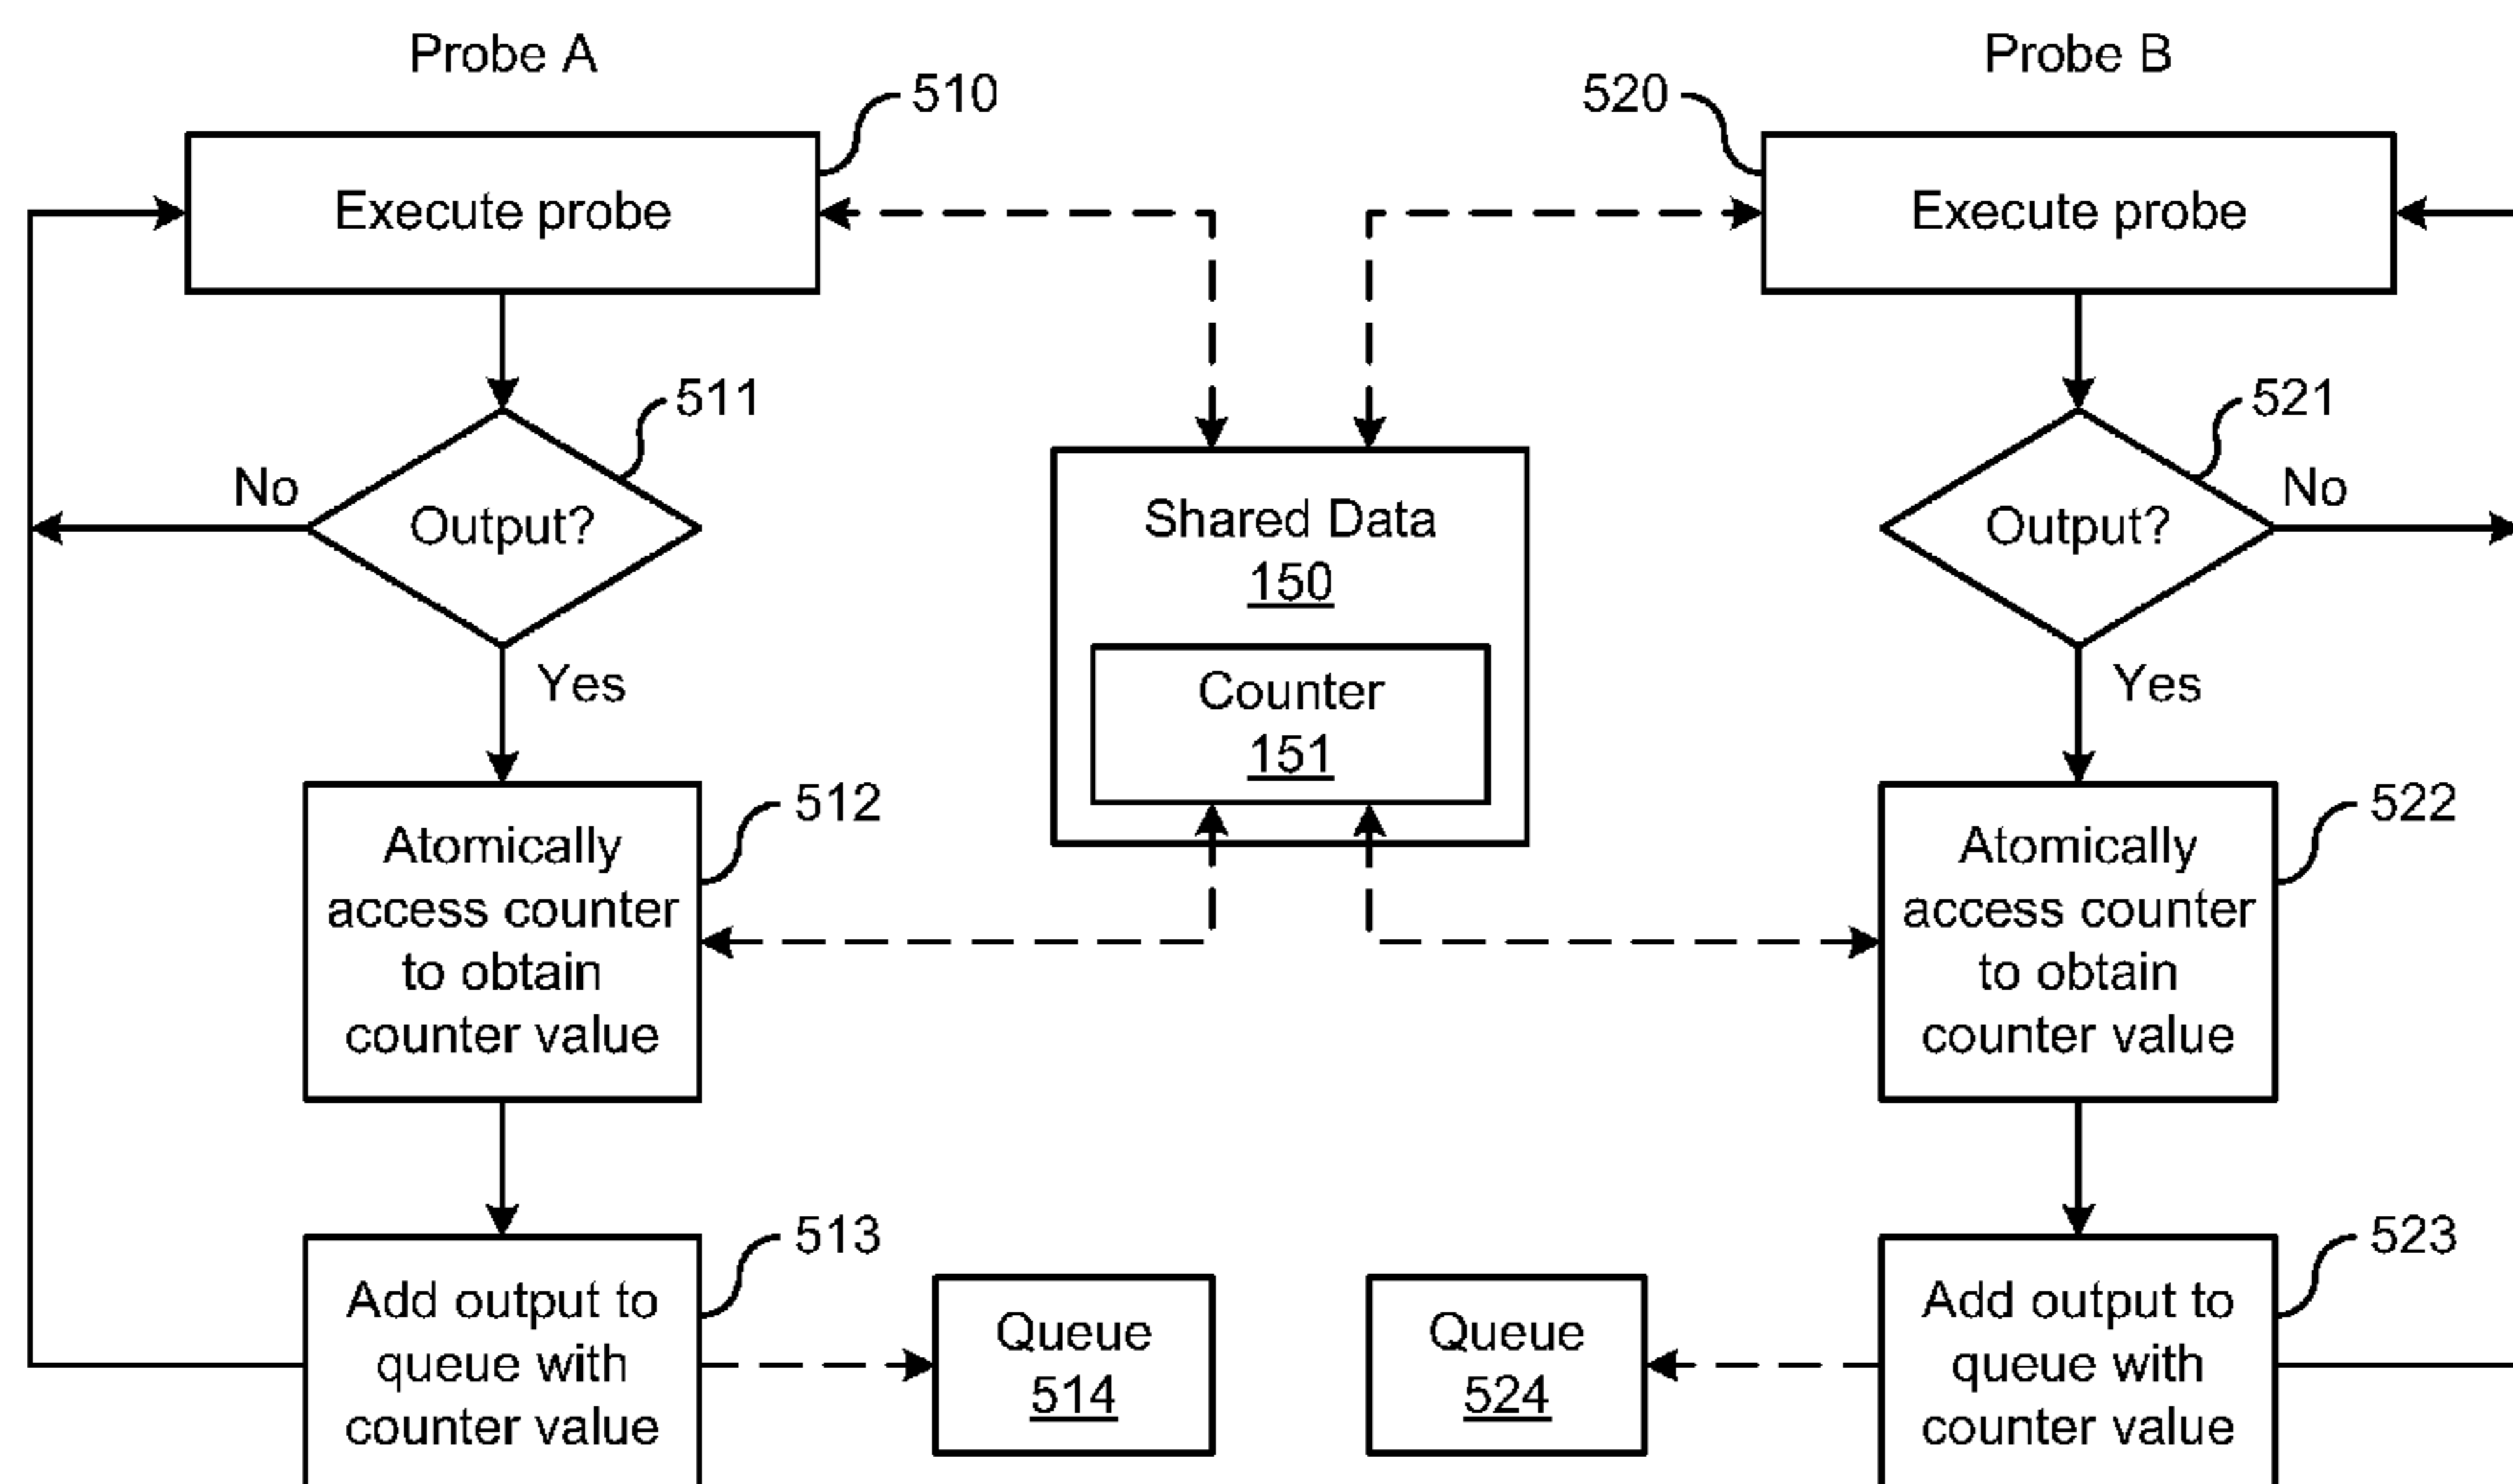 Probe A
510
Execute probe
511
No
Output?
Yes
512
Atomically
access counter
to obtain
counter value
513
Add output to
queue with
counter value
Queue
514
Shared Data
150
Counter
151
Probe B
520
Execute probe
521
No
Output?
Yes
522
Atomically
access counter
to obtain
counter value
523
Add output to
queue with
counter value
Queue
524